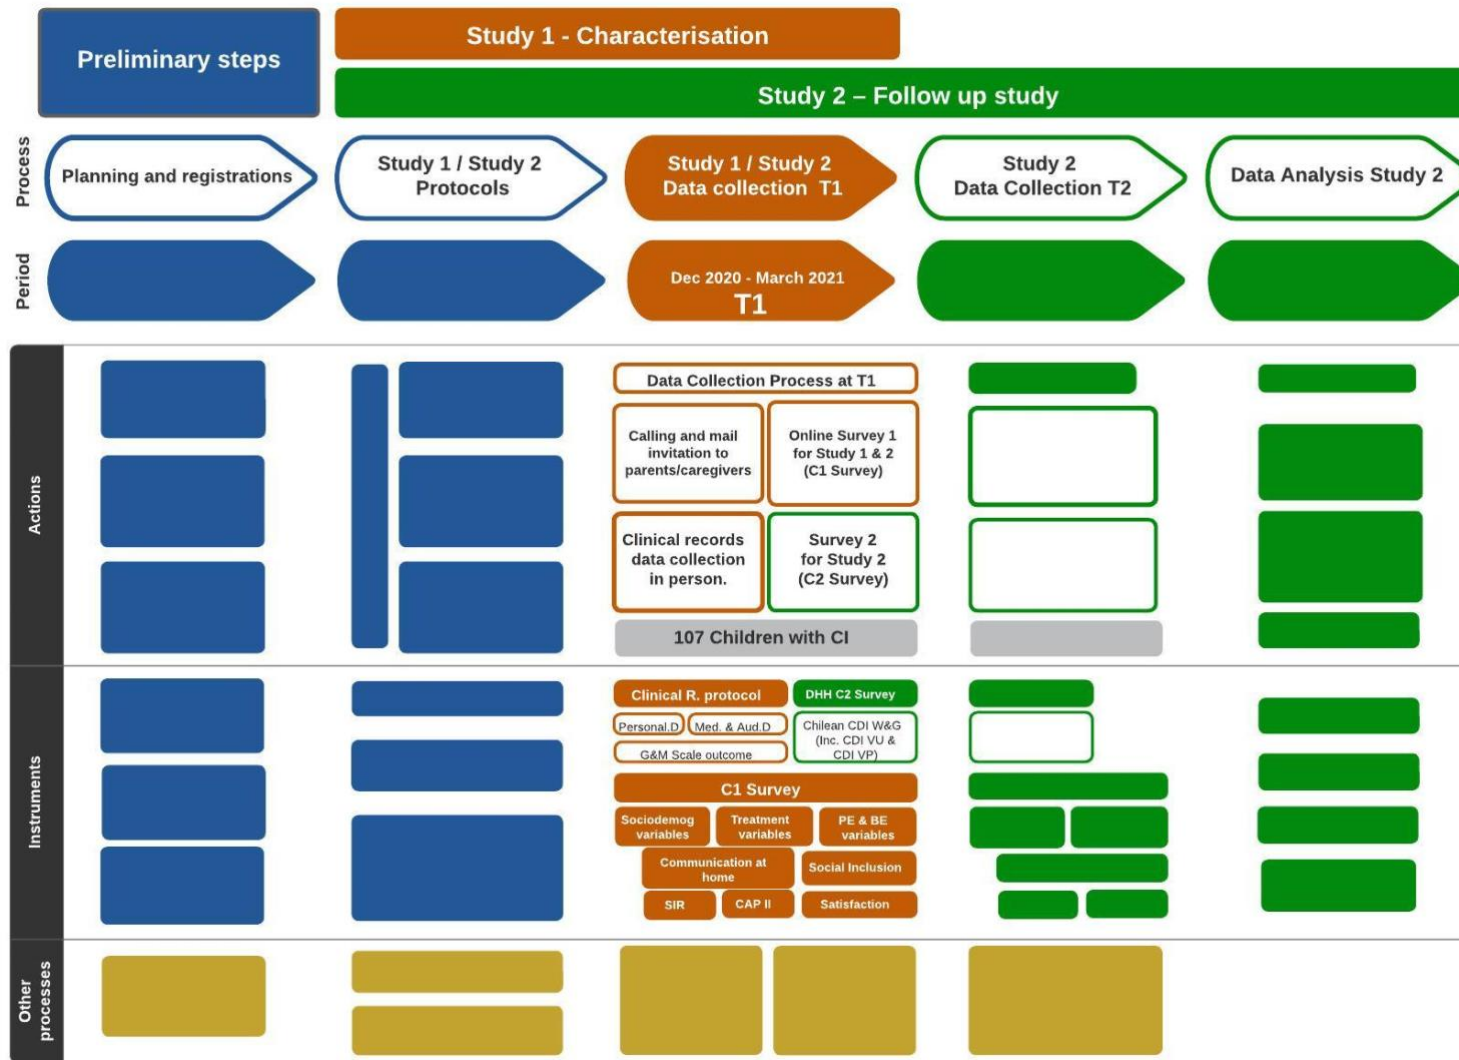 Preliminary steps
Study 1 - Characterisation
Study 2 – Follow up study
Process
Planning and registrations
Study 1 / Study 2
Protocols
Study 1 / Study 2
Data collection T1
Study 2
Data Collection T2
Data Analysis Study 2
Period
Dec 2020 - March 2021
T1
Actions
Data Collection Process at T1
Calling and mail
invitation to
parents/caregivers
Online Survey 1
for Study 1 & 2
(C1 Survey)
Clinical records
data collection
in person.
Survey 2
for Study 2
(C2 Survey)
107 Children with CI
Instruments
Clinical R. protocol
DHH C2 Survey
Personal.D
Med. & Aud.D
G&M Scale outcome
Chilean CDI W&G
(Inc. CDI VU &
CDI VP)
C1 Survey
Sociodemog
variables
Treatment
variables
PE & BE
variables
Communication at
home
Social Inclusion
SIR
CAP II
Satisfaction
Other
processes